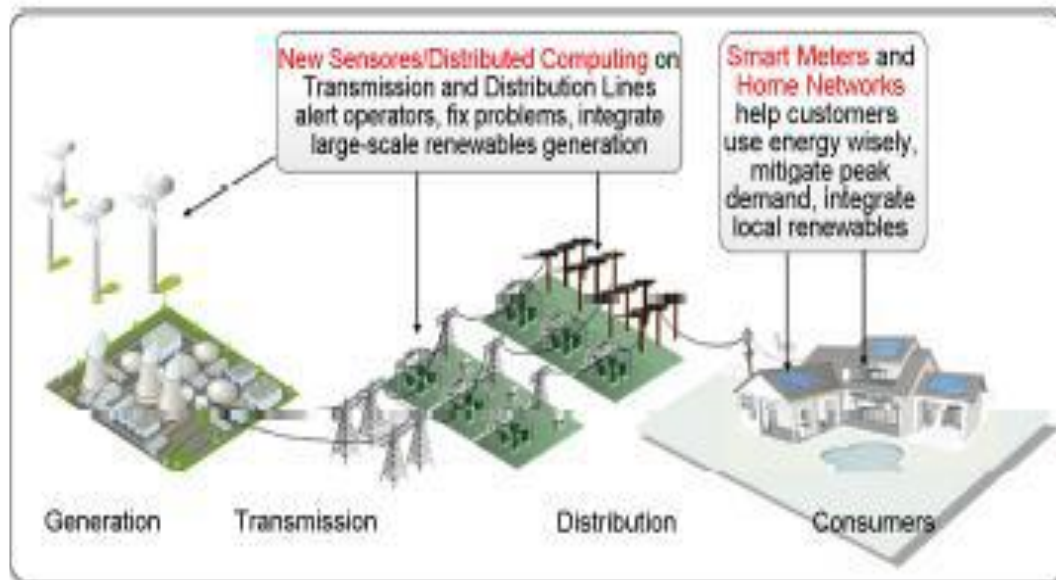 New Sensores/Distributed Computing on
Transmission and Distribution Lines
alert operators, fix problems, integrate
large-scale renewables generation
Smart Meters and
Home Networks
help customers
use energy wisely,
mitigate peak
demand, integrate
local renewables
Generation
Transmission
Distribution
Consumers